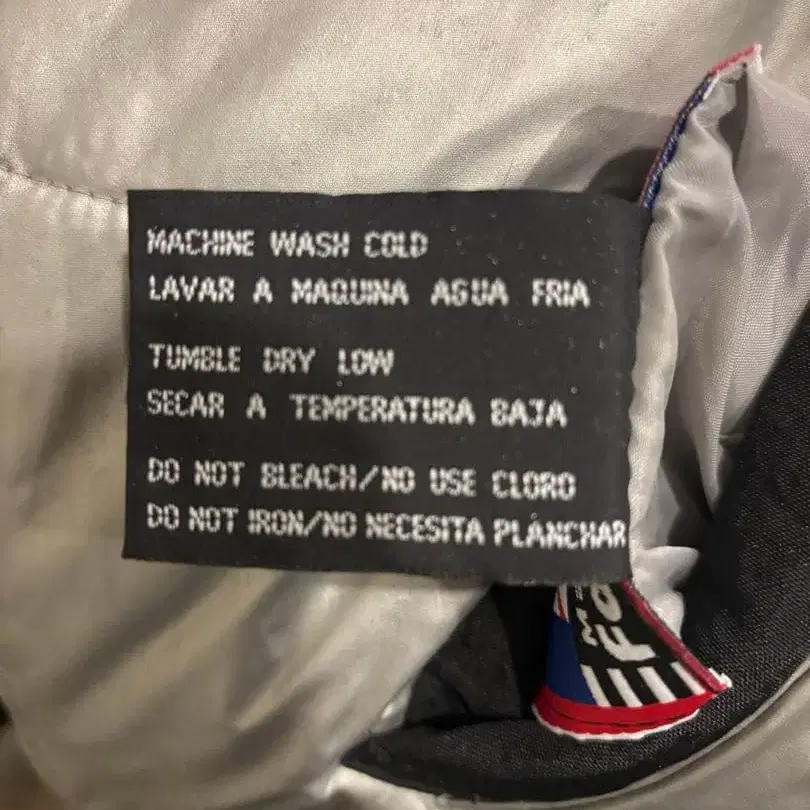 MACHINE WASH COLD
LAVAR A MAQUINA AGUA FRIA
TUMBLE DRY LOW
SECAR A TEMPERATURA BAJA
DO NOT BLEACH/NO USE CLORO
DO NOT IRON/NO NECESITA PLANCHAR